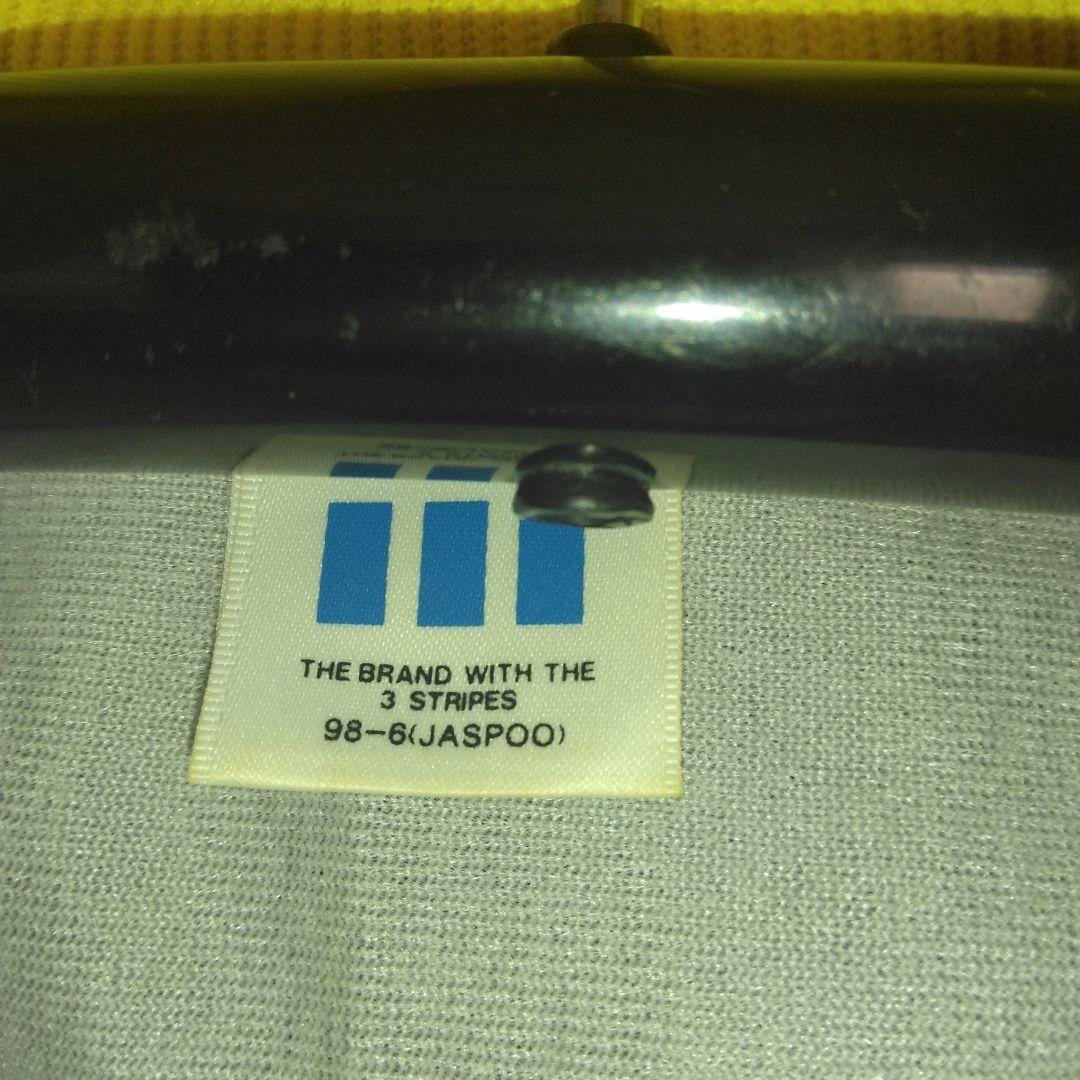 THE BRAND WITH THE
3 STRIPES
98-6(JASPOO)